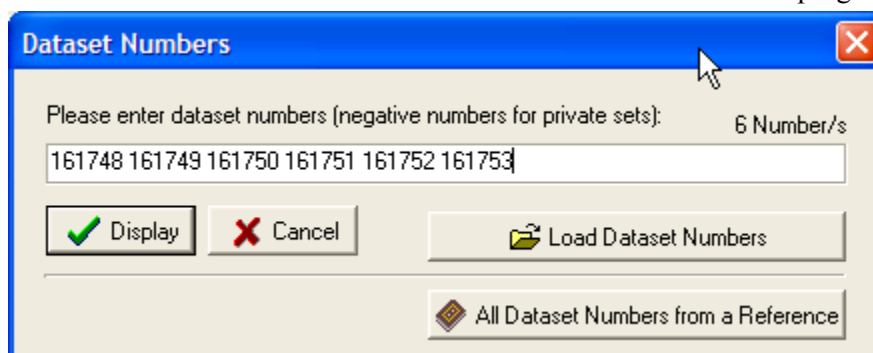 Dataset Numbers
Please enter dataset numbers (negative numbers for private sets):
6 Number/s
161748 161749 161750 161751 161752 161753
Display
Cancel
Load Dataset Numbers
All Dataset Numbers from a Reference